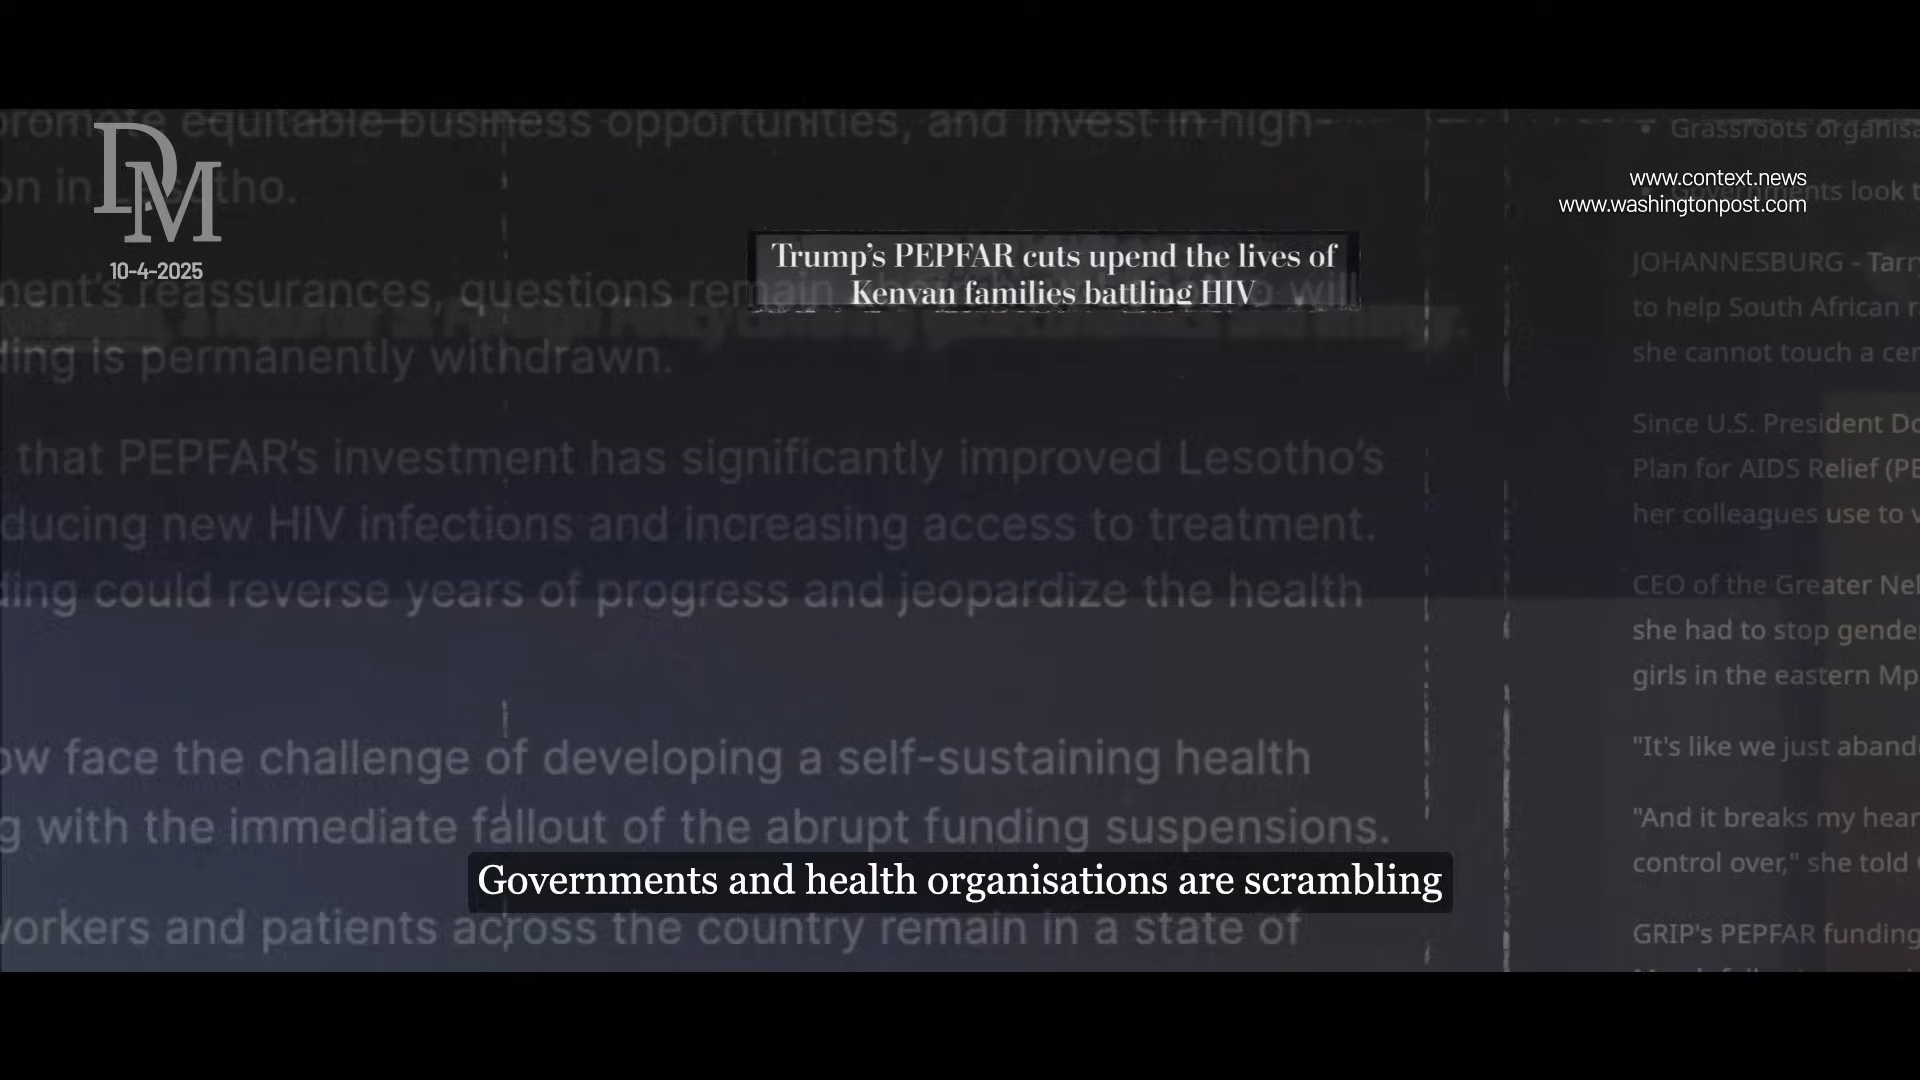 DM
10-4-2025
www.context.news
www.washingtonpost.com
Trump's PEPFAR cuts upend the lives of
Kenyan families battling HIV
equitable business opportunities, and invest in high-
on in
ment's reassurances, questions remain
ding is permanently withdrawn.
that PEPFAR's investment has significantly improved Lesotho's
ducing new HIV infections and increasing access to treatment.
ding could reverse years of progress and jeopardize the health
ow face the challenge of developing a self-sustaining health
g with the immediate fallout of the abrupt funding suspensions.
workers and patients across the country remain in a state of
• Grassroots organisa
• Governments look t
JOHANNESBURG - Tarr
to help South African r
she cannot touch a cer
Since U.S. President Do
Plan for AIDS Relief (PE
her colleagues use to v
CEO of the Greater Nel
she had to stop gende
girls in the eastern Mp
"It's like we just aband
"And it breaks my hear
control over," she told
GRIP's PEPFAR funding
Governments and health organisations are scrambling